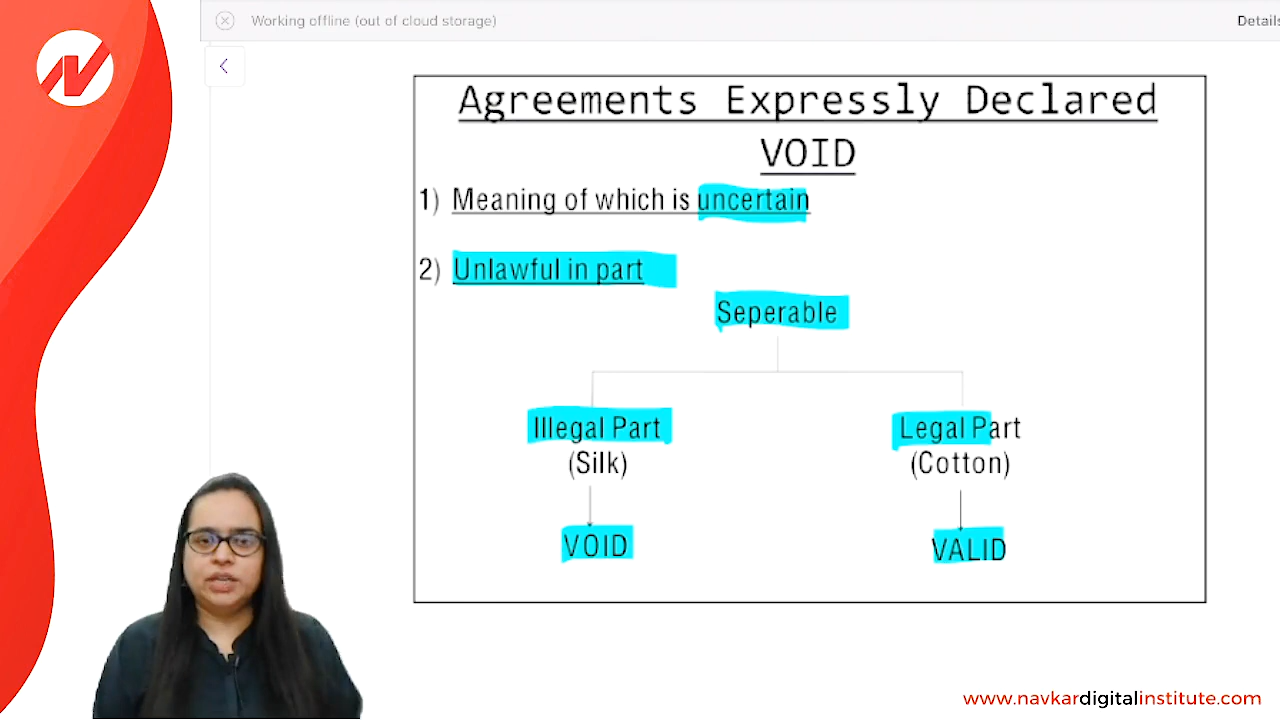 Working offline (out of cloud storage)
Details
Agreements Expressly Declared
VOID
1) Meaning of which is uncertain
2) Unlawful in part
Seperable
Illegal Part
(Silk)
VOID
Legal Part
(Cotton)
VALID
www.navkardigitalinstitute.com